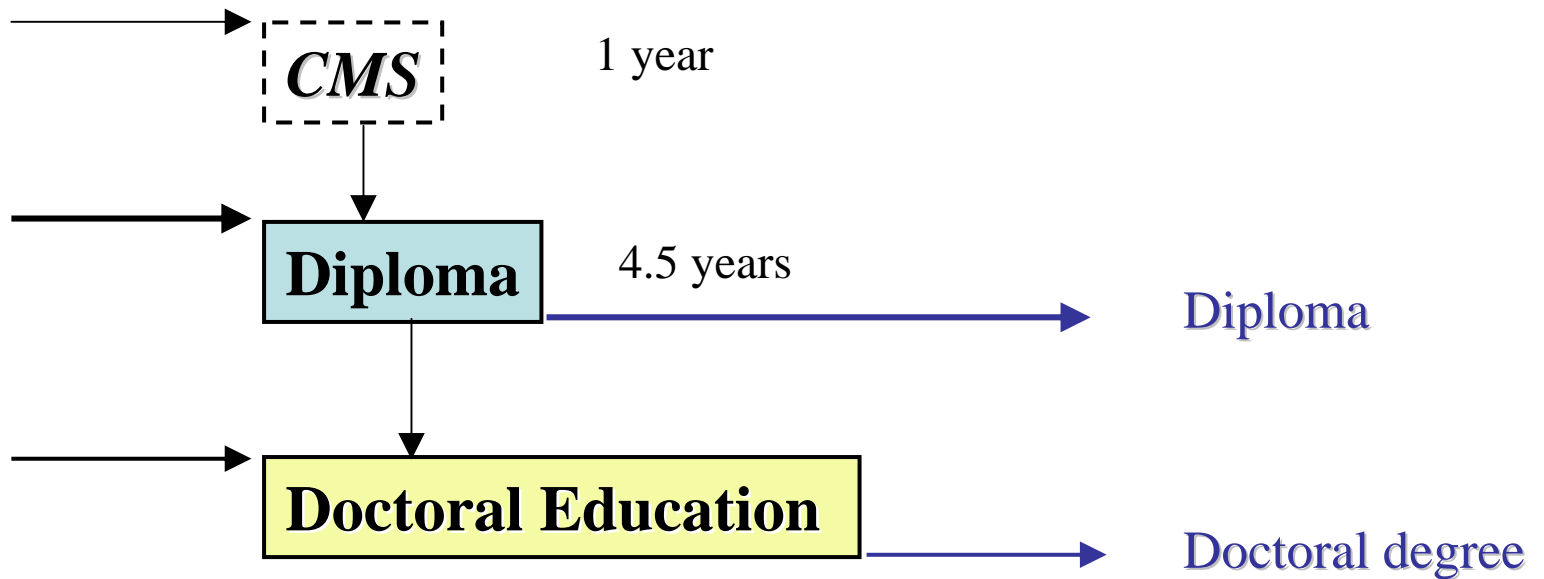 CMS
1 year
Diploma
4.5 years
Diploma
Doctoral Education
Doctoral degree